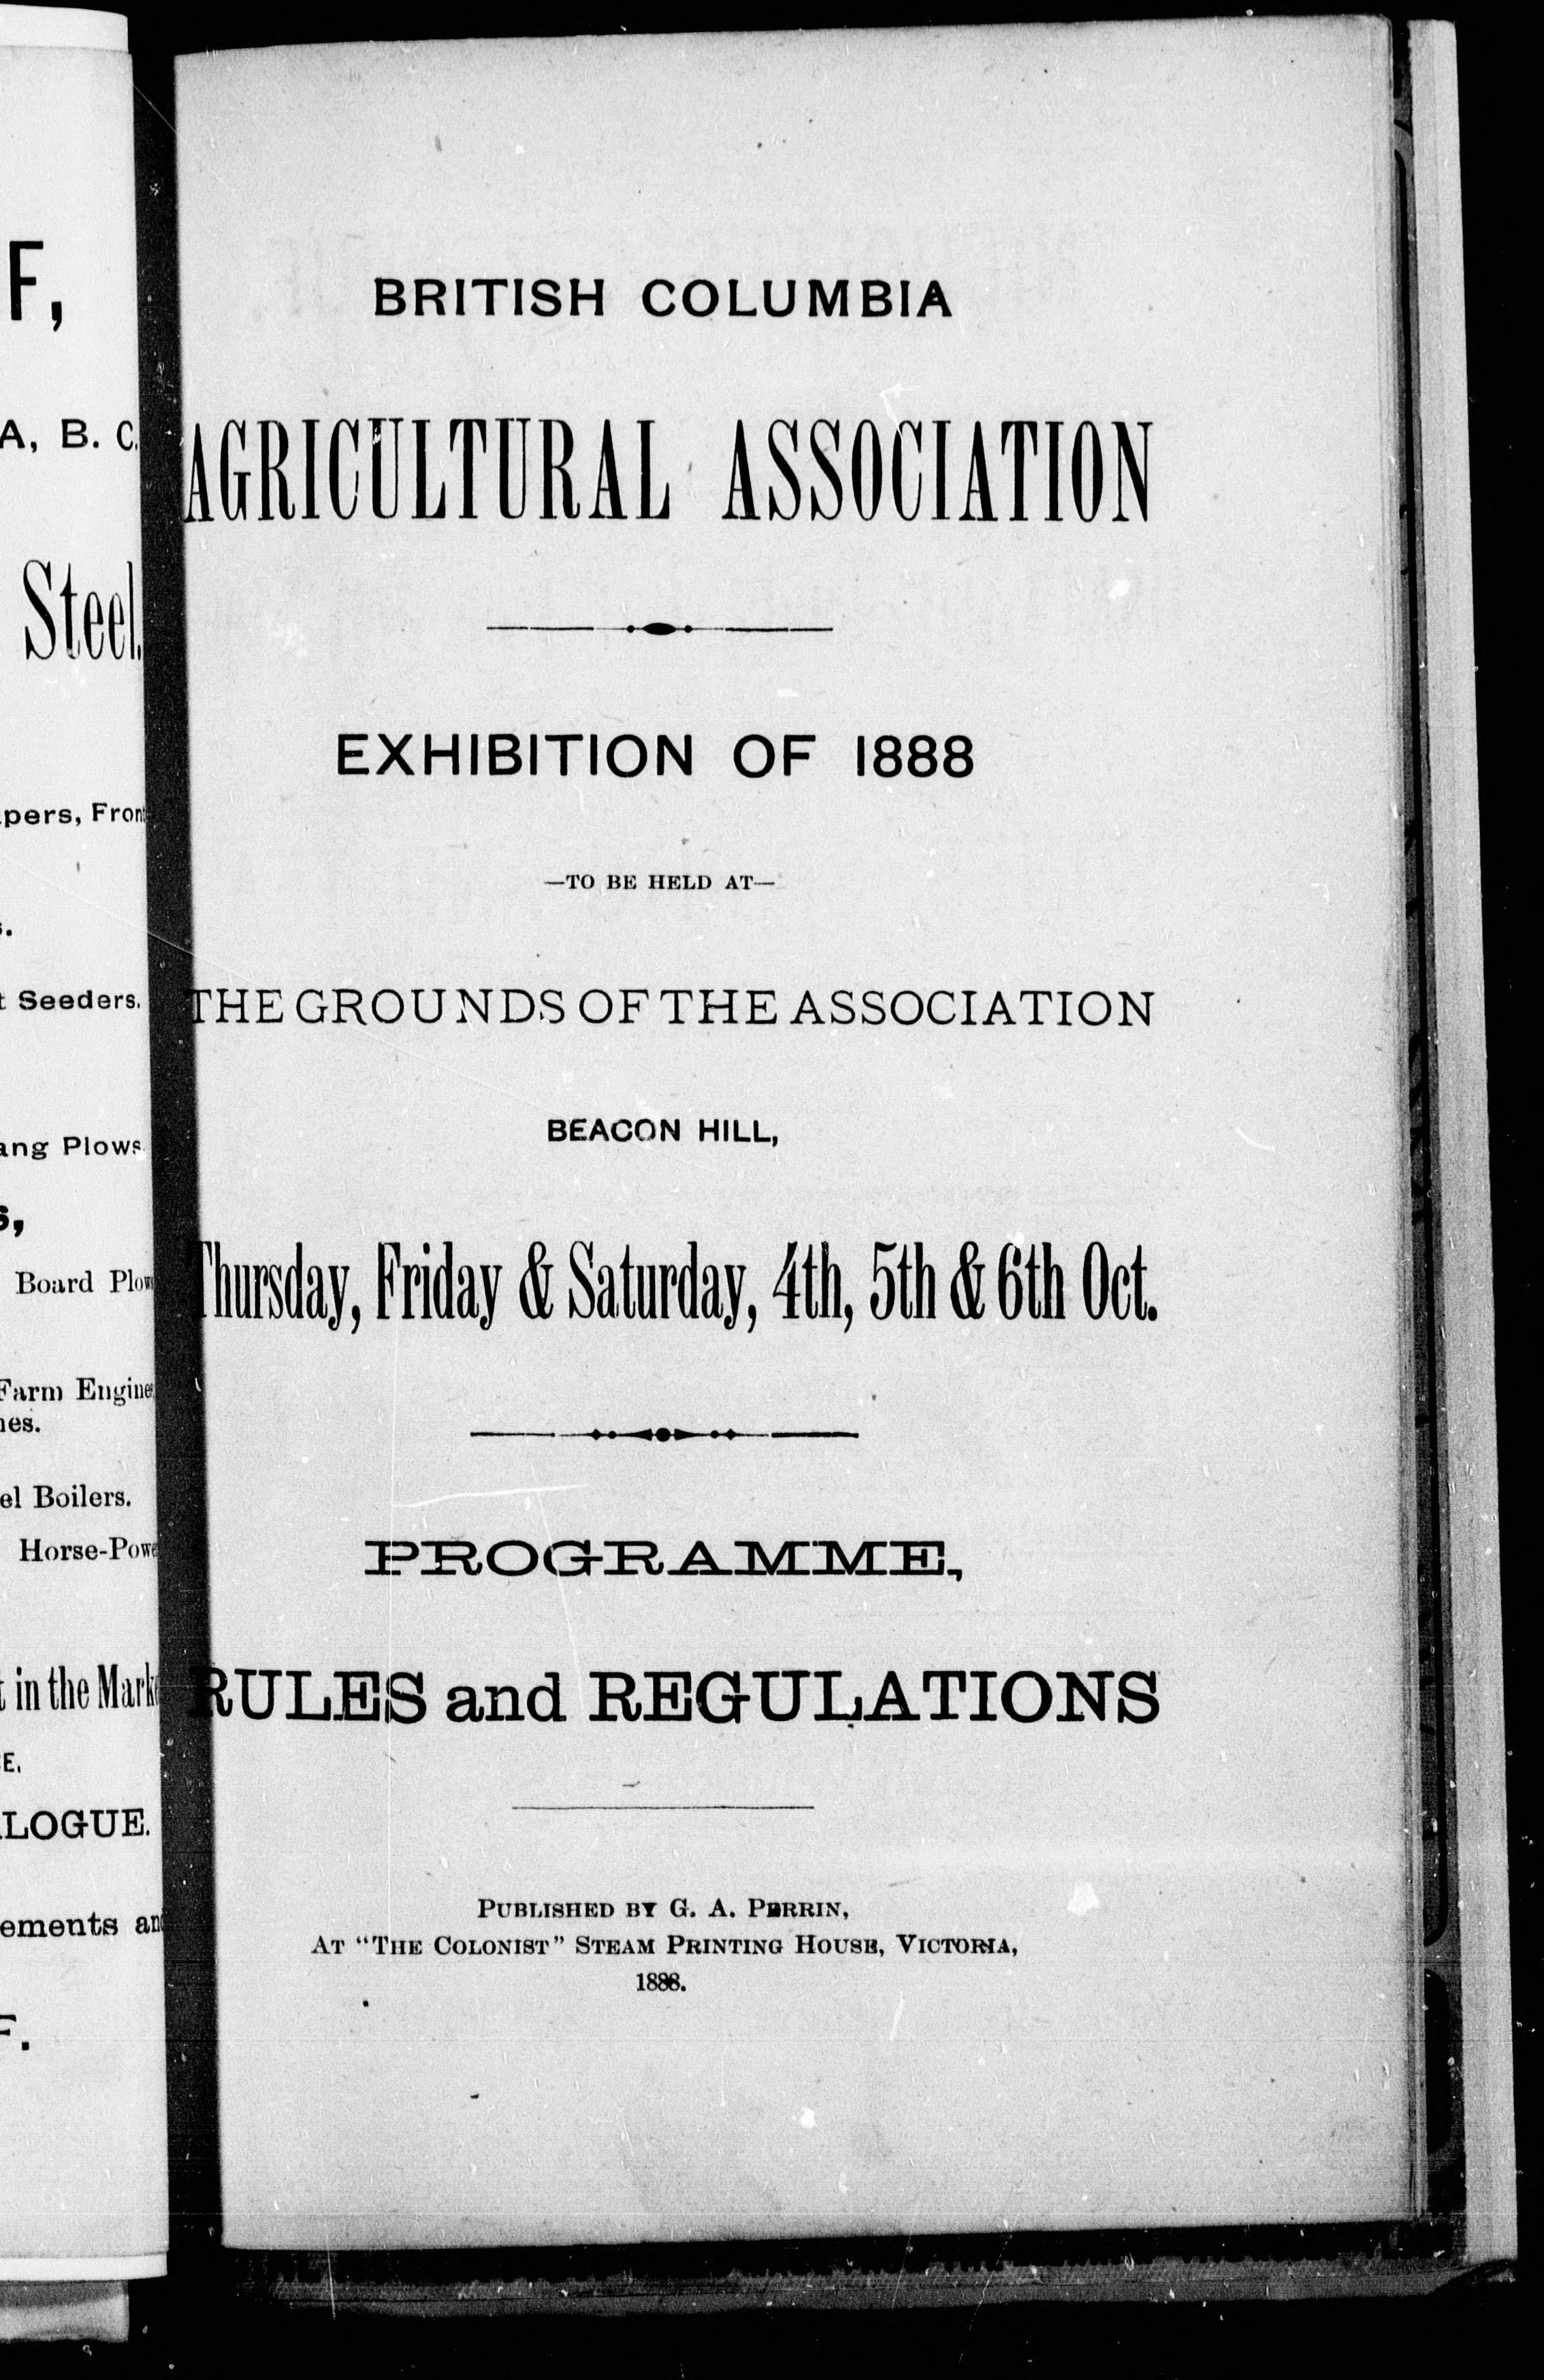 F,
A, B. C.
Steel.
pers, Front
s.
t Seeders.
ang Plows.
s,
Board Plow
Farm Engine
nes.
el Boilers.
Horse-Powe
t in the Marke
E.
LOGUE.
ements and
F.
BRITISH COLUMBIA
AGRICULTURAL ASSOCIATION
EXHIBITION OF 1888
—TO BE HELD AT—
THE GROUNDS OF THE ASSOCIATION
BEACON HILL,
Thursday, Friday & Saturday, 4th, 5th & 6th Oct.
PROGRAMME,
RULES and REGULATIONS
PUBLISHED BY G. A. PERRIN,
AT "THE COLONIST" STEAM PRINTING HOUSE, VICTORIA,
1888.